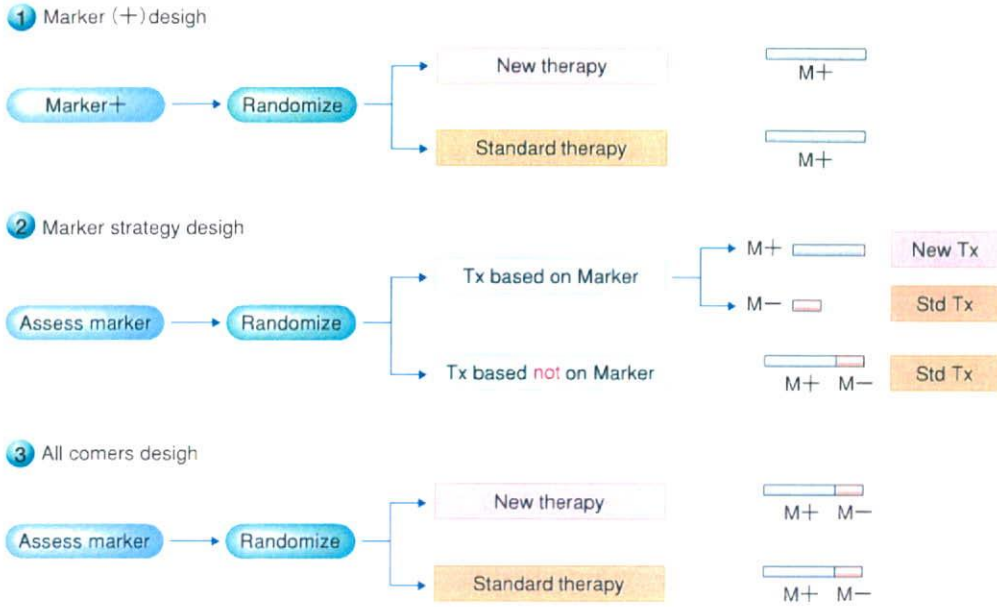 1 Marker (+) desigh
New therapy
M+
Marker+
Randomize
Standard therapy
M+
2 Marker strategy desigh
M+
New Tx
Tx based on Marker
M−
Std Tx
Assess marker
Randomize
Tx based not on Marker
M+ M−
Std Tx
3 All comers desigh
New therapy
M+ M−
Assess marker
Randomize
Standard therapy
M+ M−